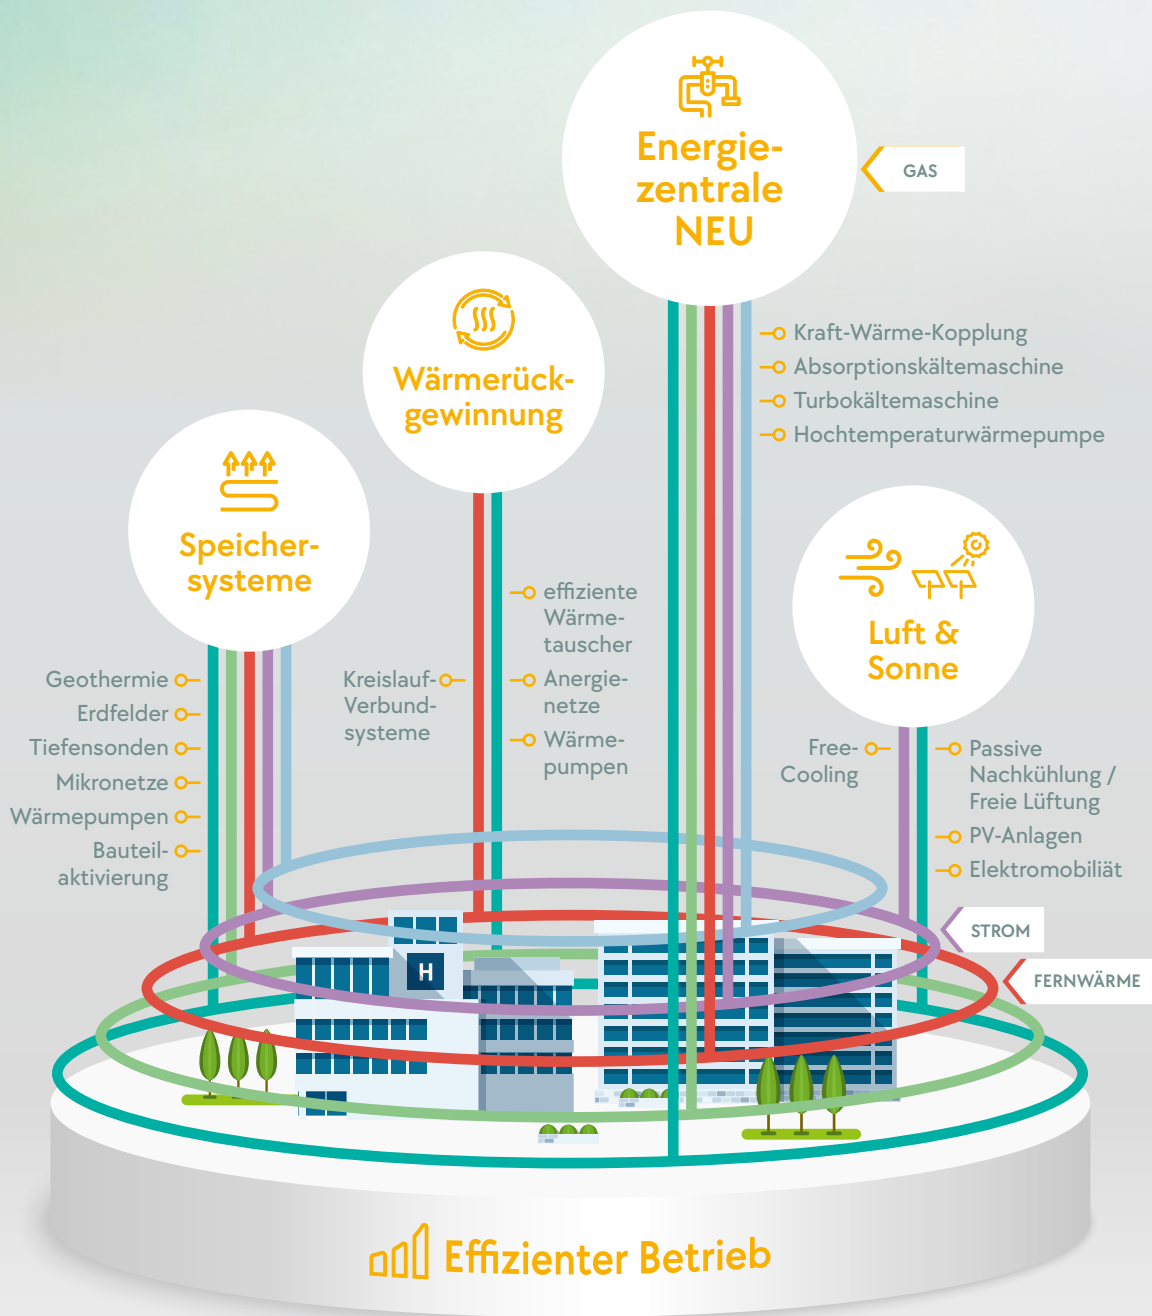 Energie-
zentrale
NEU
GAS
Kraft-Wärme-Kopplung
Absorptionskältemaschine
Turbokältemaschine
Hochtemperaturwärmepumpe
Wärmerück-
gewinnung
Kreislauf-
Verbund-
systeme
effiziente
Wärme-
tauscher
Anergie-
netze
Wärme-
pumpen
Speicher-
systeme
Geothermie
Erdfelder
Tiefensonden
Mikronetze
Wärmepumpen
Bauteil-
aktivierung
Luft &
Sonne
Free-
Cooling
Passive
Nachkühlung /
Freie Lüftung
PV-Anlagen
Elektromobiliät
STROM
FERNWÄRME
H
Effizienter Betrieb